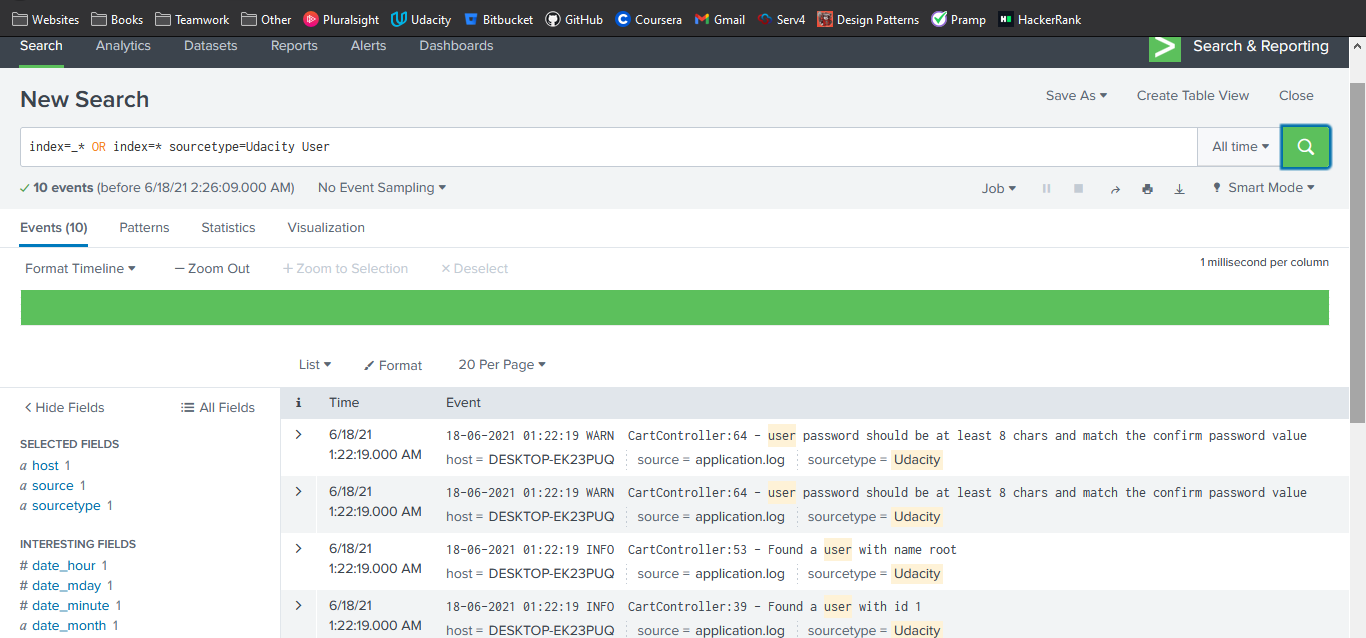 Websites Books Teamwork Other Pluralsight Udacity Bitbucket GitHub Coursera Gmail Serv4 Design Patterns Pramp HackerRank
Search Analytics Datasets Reports Alerts Dashboards Search & Reporting
New Search Save As Create Table View Close
index=_* OR index=* sourcetype=Udacity User All time
10 events (before 6/18/21 2:26:09.000 AM) No Event Sampling Job Smart Mode
Events (10) Patterns Statistics Visualization
Format Timeline — Zoom Out + Zoom to Selection × Deselect 1 millisecond per column
List Format 20 Per Page
< Hide Fields All Fields i Time Event
SELECTED FIELDS
a host 1
a source 1
a sourcetype 1
INTERESTING FIELDS
# date_hour 1
# date_mday 1
# date_minute 1
a date_month 1
6/18/21 18-06-2021 01:22:19 WARN CartController:64 - user password should be at least 8 chars and match the confirm password value
1:22:19.000 AM host = DESKTOP-EK23PUQ source = application.log sourcetype = Udacity
6/18/21 18-06-2021 01:22:19 WARN CartController:64 - user password should be at least 8 chars and match the confirm password value
1:22:19.000 AM host = DESKTOP-EK23PUQ source = application.log sourcetype = Udacity
6/18/21 18-06-2021 01:22:19 INFO CartController:53 - Found a user with name root
1:22:19.000 AM host = DESKTOP-EK23PUQ source = application.log sourcetype = Udacity
6/18/21 18-06-2021 01:22:19 INFO CartController:39 - Found a user with id 1
1:22:19.000 AM host = DESKTOP-EK23PUQ source = application.log sourcetype = Udacity